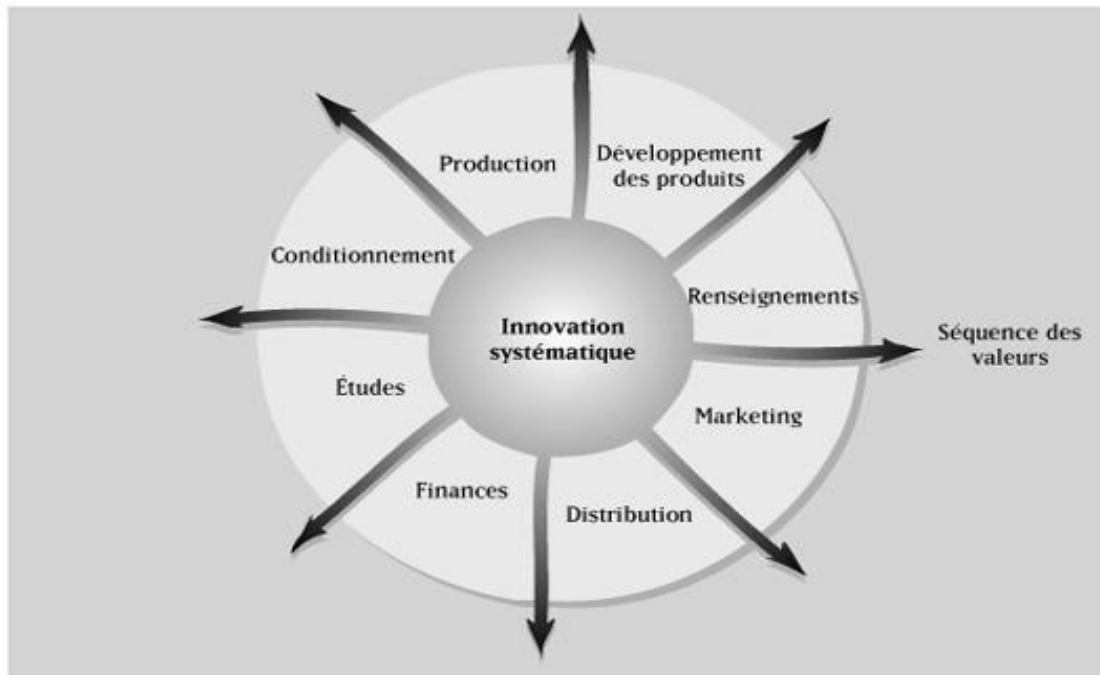 Production
Développement
des produits
Conditionnement
Renseignements
Innovation
systématique
Séquence des
valeurs
Études
Marketing
Finances
Distribution